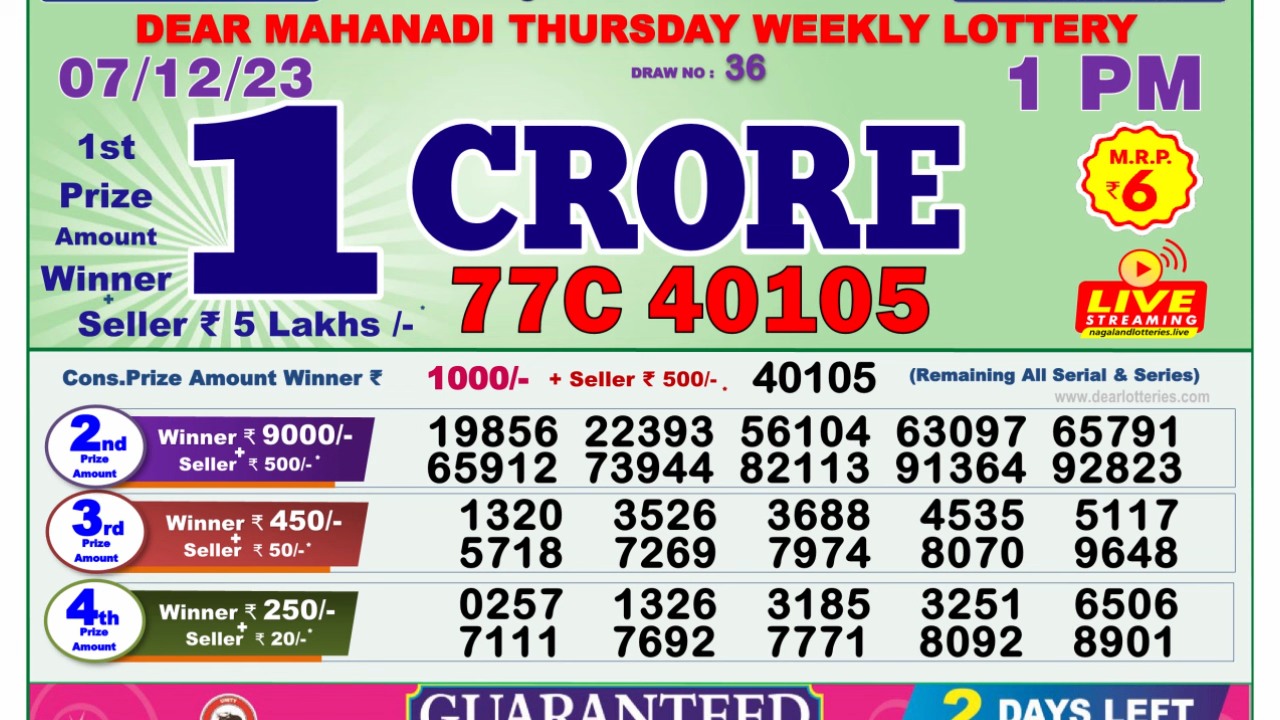 DEAR MAHANADI THURSDAY WEEKLY LOTTERY
07/12/23
DRAW NO : 36
1 PM
1st
Prize
Amount
Winner
+
Seller ₹ 5 Lakhs /- *
1 CRORE
77C 40105
M.R.P.
₹6
LIVE
STREAMING
nagalandlotteries.live
Cons.Prize Amount Winner ₹ 1000/- + Seller ₹ 500/- . 40105 (Remaining All Serial & Series)
www.dearlotteries.com
2nd
Prize
Amount
Winner ₹ 9000/-
+
Seller ₹ 500/- *
19856 22393 56104 63097 65791
65912 73944 82113 91364 92823
3rd
Prize
Amount
Winner ₹ 450/-
+
Seller ₹ 50/- *
1320 3526 3688 4535 5117
5718 7269 7974 8070 9648
4th
Prize
Amount
Winner ₹ 250/-
+
Seller ₹ 20/- *
0257 1326 3185 3251 6506
7111 7692 7771 8092 8901
UNITY
GUARANTEED
2 DAYS LEFT